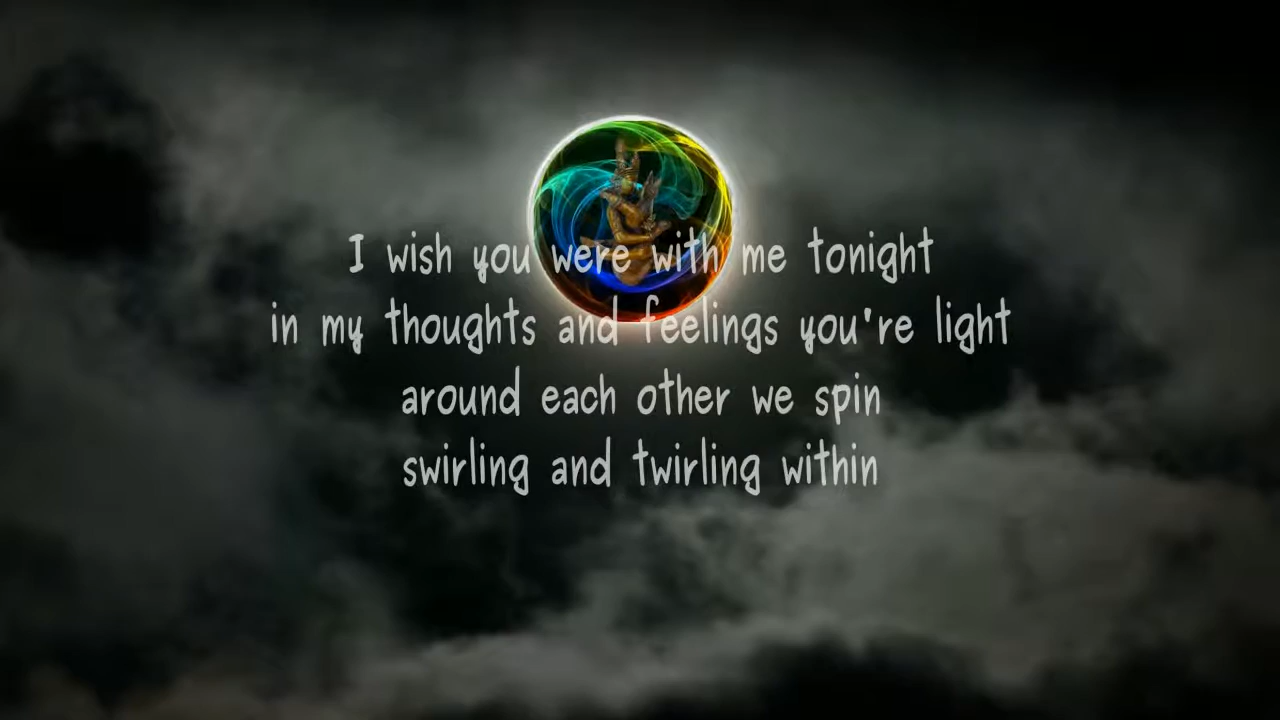 I wish you were with me tonight
in my thoughts and feelings you're light
around each other we spin
swirling and twirling within